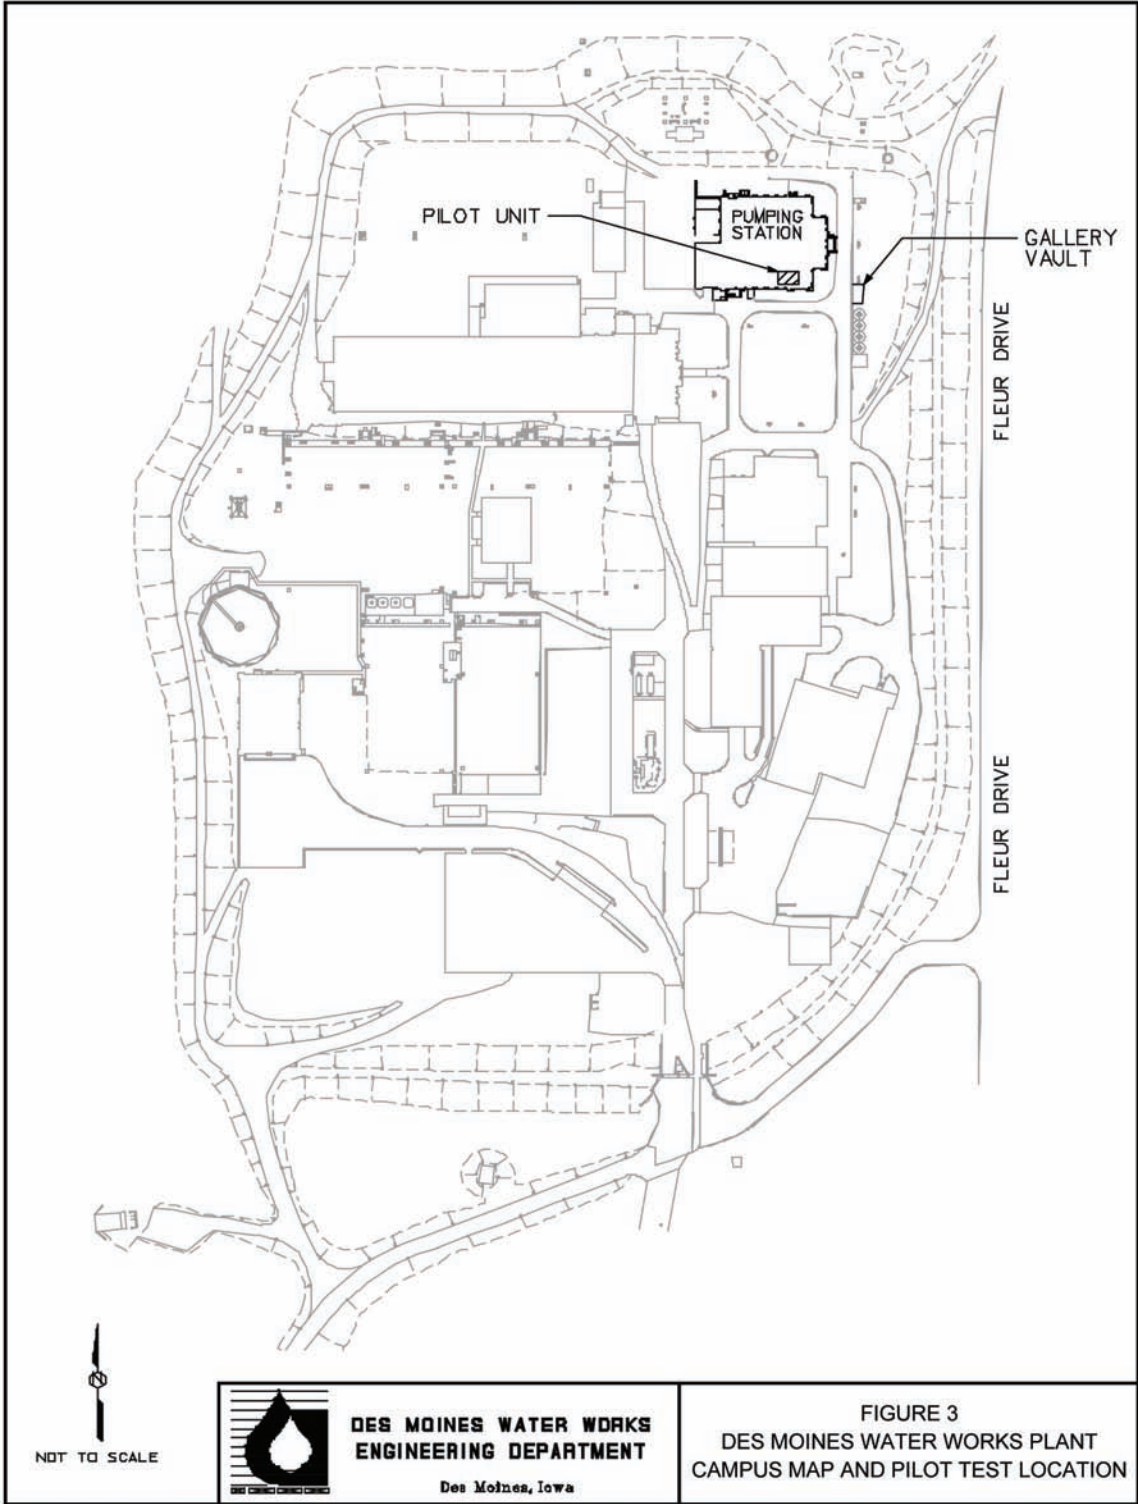 PILOT UNIT
PUMPING
STATION
GALLERY
VAULT
FLEUR DRIVE
FLEUR DRIVE
N
NOT TO SCALE
DES MOINES WATER WORKS
ENGINEERING DEPARTMENT
Des Moines, Iowa
FIGURE 3
DES MOINES WATER WORKS PLANT
CAMPUS MAP AND PILOT TEST LOCATION